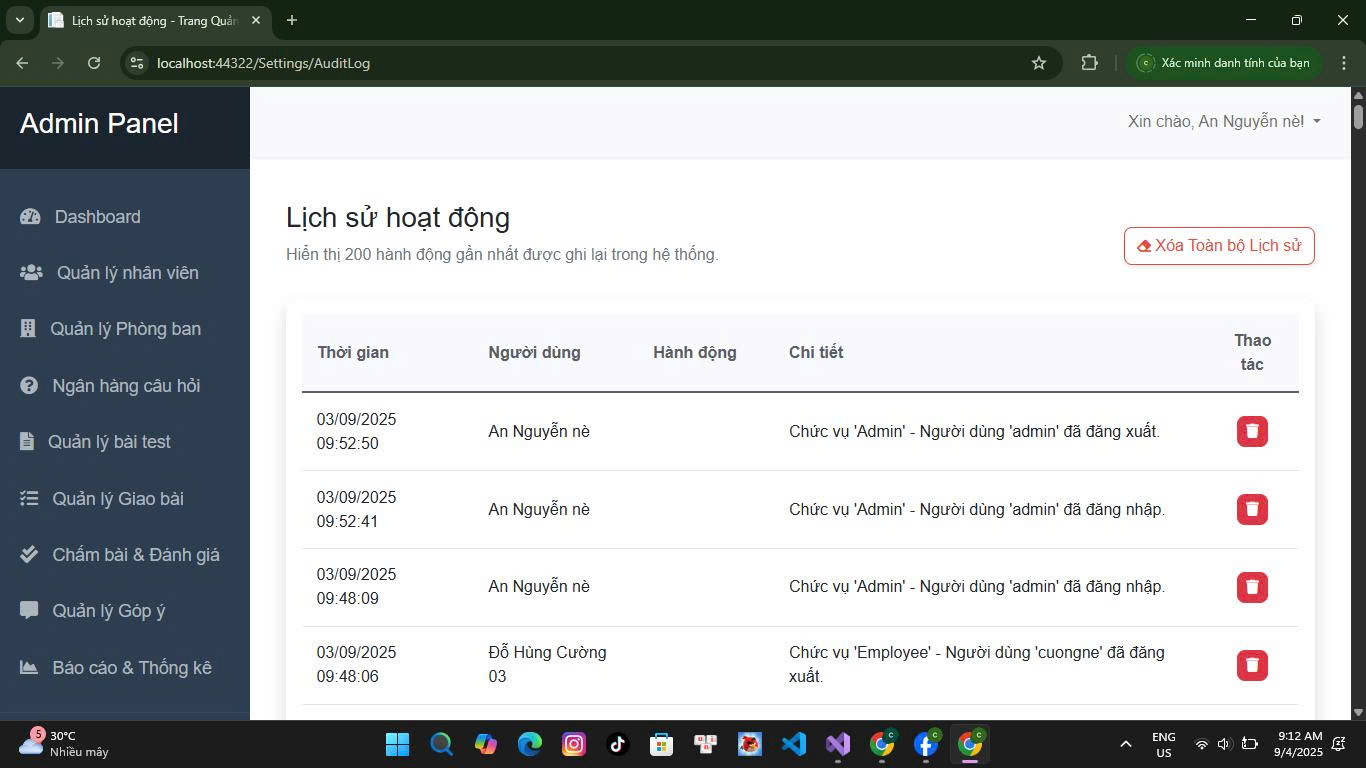 Lịch sử hoạt động - Trang Quản
localhost:44322/Settings/AuditLog
Xác minh danh tính của bạn
Admin Panel
Xin chào, An Nguyễn nè!
Dashboard
Quản lý nhân viên
Quản lý Phòng ban
Ngân hàng câu hỏi
Quản lý bài test
Quản lý Giao bài
Chấm bài & Đánh giá
Quản lý Góp ý
Báo cáo & Thống kê
Lịch sử hoạt động
Hiển thị 200 hành động gần nhất được ghi lại trong hệ thống.
Xóa Toàn bộ Lịch sử
Thời gian Người dùng Hành động Chi tiết Thao
tác
03/09/2025
09:52:50
An Nguyễn nè
Chức vụ 'Admin' - Người dùng 'admin' đã đăng xuất.
03/09/2025
09:52:41
An Nguyễn nè
Chức vụ 'Admin' - Người dùng 'admin' đã đăng nhập.
03/09/2025
09:48:09
An Nguyễn nè
Chức vụ 'Admin' - Người dùng 'admin' đã đăng nhập.
03/09/2025
09:48:06
Đỗ Hùng Cường
03
Chức vụ 'Employee' - Người dùng 'cuongne' đã đăng
xuất.
5
30°C
Nhiều mây
ENG
US
9:12 AM
9/4/2025